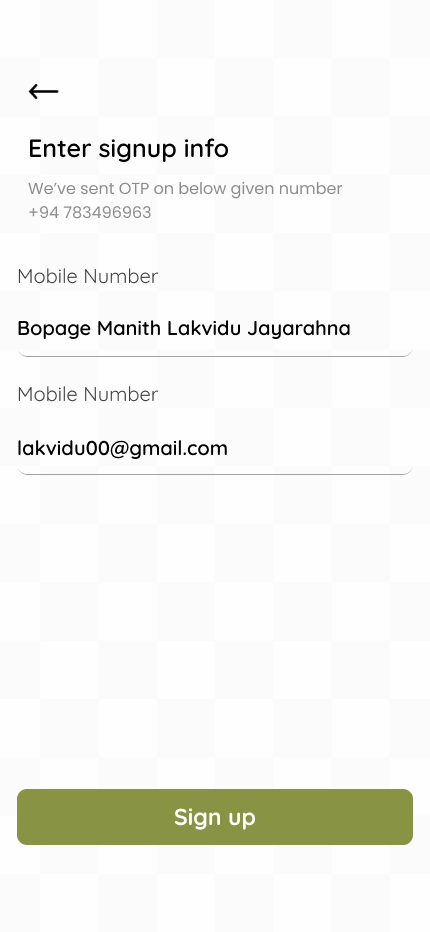 Enter signup info
We’ve sent OTP on below given number
+94 783496963
Mobile Number
Bopage Manith Lakvidu Jayarahna
Mobile Number
lakvidu00@gmail.com
Sign up